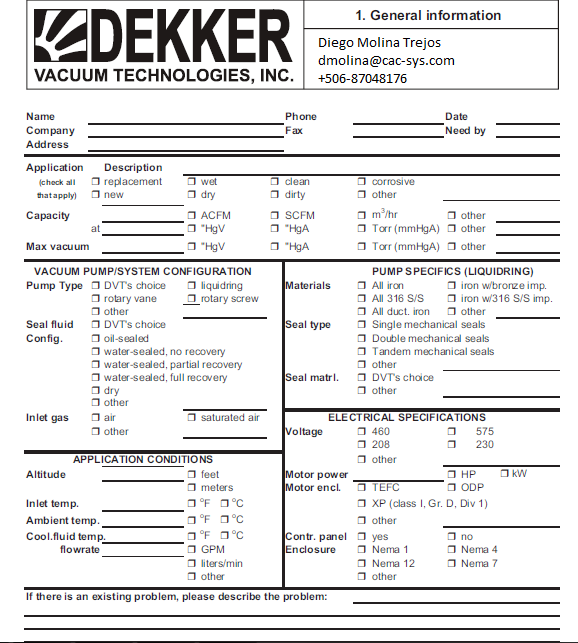 DEKKER
VACUUM TECHNOLOGIES, INC.
1. General information
Diego Molina Trejos
dmolina@cac-sys.com
+506-87048176
Name Phone Date
Company Fax Need by
Address
Application Description
(check all replacement wet clean corrosive
that apply) new dry dirty other
Capacity ACFM SCFM m3/hr other
at "HgV "HgA Torr (mmHgA) other
Max vacuum "HgV "HgA Torr (mmHgA) other
VACUUM PUMP/SYSTEM CONFIGURATION
Pump Type DVT's choice liquidring
rotary vane rotary screw
other
Seal fluid DVT's choice
Config. oil-sealed
water-sealed, no recovery
water-sealed, partial recovery
water-sealed, full recovery
dry
other
Inlet gas air saturated air
other
APPLICATION CONDITIONS
Altitude feet
meters
Inlet temp. °F °C
Ambient temp. °F °C
Cool.fluid temp. °F °C
flowrate GPM
liters/min
other
PUMP SPECIFICS (LIQUIDRING)
Materials All iron iron w/bronze imp.
All 316 S/S iron w/316 S/S imp.
All duct. iron other
Seal type Single mechanical seals
Double mechanical seals
Tandem mechanical seals
other
Seal matrl. DVT's choice
other
ELECTRICAL SPECIFICATIONS
Voltage 460 575
208 230
other
Motor power HP kW
Motor encl. TEFC ODP
XP (class I, Gr. D, Div 1)
other
Contr. panel yes no
Enclosure Nema 1 Nema 4
Nema 12 Nema 7
other
If there is an existing problem, please describe the problem: